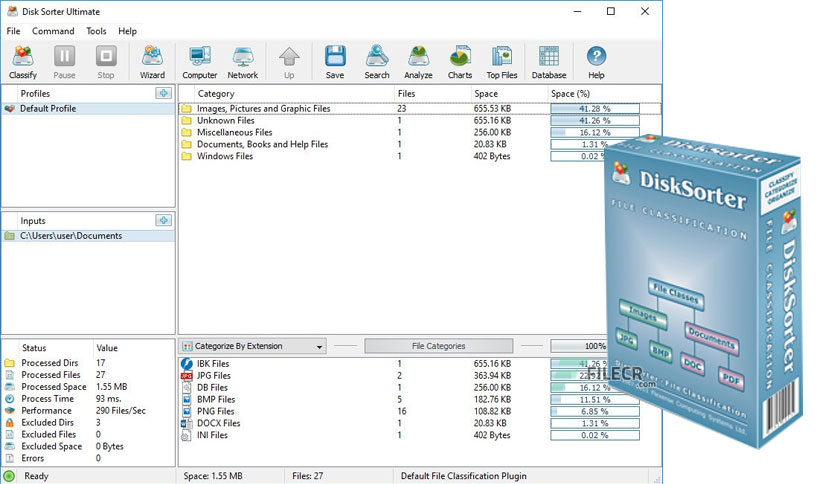 Disk Sorter Ultimate
File Command Tools Help
Classify Pause Stop Wizard Computer Network Up Save Search Analyze Charts Top Files Database Help
Profiles
Default Profile
Inputs
C:\Users\user\Documents
Category Files Space Space (%)
Images, Pictures and Graphic Files 23 655.53 KB 41.28 %
Unknown Files 1 655.16 KB 41.26 %
Miscellaneous Files 1 256.00 KB 16.12 %
Documents, Books and Help Files 1 20.83 KB 1.31 %
Windows Files 1 402 Bytes 0.02 %
Status Value
Processed Dirs 17
Processed Files 27
Processed Space 1.55 MB
Process Time 93 ms.
Performance 290 Files/Sec
Excluded Dirs 3
Excluded Files 0
Excluded Space 0 Bytes
Errors 0
Categorize By Extension File Categories 100%
IBK Files 1 655.16 KB 41.26 %
JPG Files 2 363.94 KB
DB Files 1 256.00 KB 16.12 %
BMP Files 5 182.76 KB 11.51 %
PNG Files 16 108.82 KB 6.85 %
DOCX Files 1 20.83 KB 1.31 %
INI Files 1 402 Bytes 0.02 %
Ready Space: 1.55 MB Files: 27 Default File Classification Plugin
DiskSorter
FILE CLASSIFICATION
CLASSIFY
CATEGORIZE
ORGANIZE
DiskSorter
FILE CLASSIFICATION
File Classes
Images
Documents
JPG
BMP
DOC
PDF
File Classification
Flexense Computing Systems Ltd.
DiskSorter
FILE CLASSIFICATION
FILECR
.com